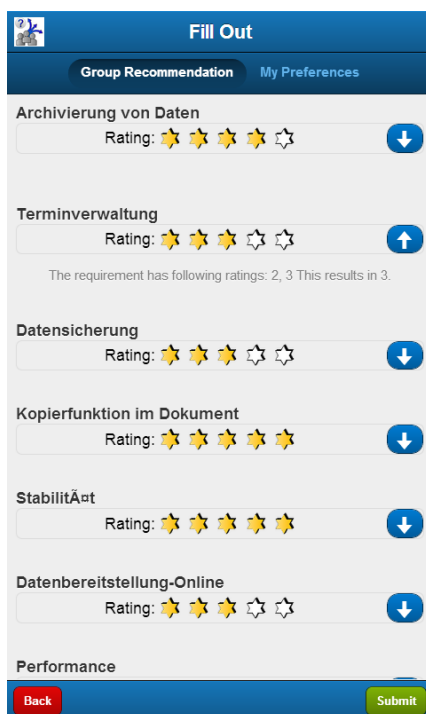 Fill Out
Group Recommendation My Preferences
Archivierung von Daten
Rating:
Terminverwaltung
Rating:
The requirement has following ratings: 2, 3 This results in 3.
Datensicherung
Rating:
Kopierfunktion im Dokument
Rating:
StabilitÃ¤t
Rating:
Datenbereitstellung-Online
Rating:
Performance
Back Submit